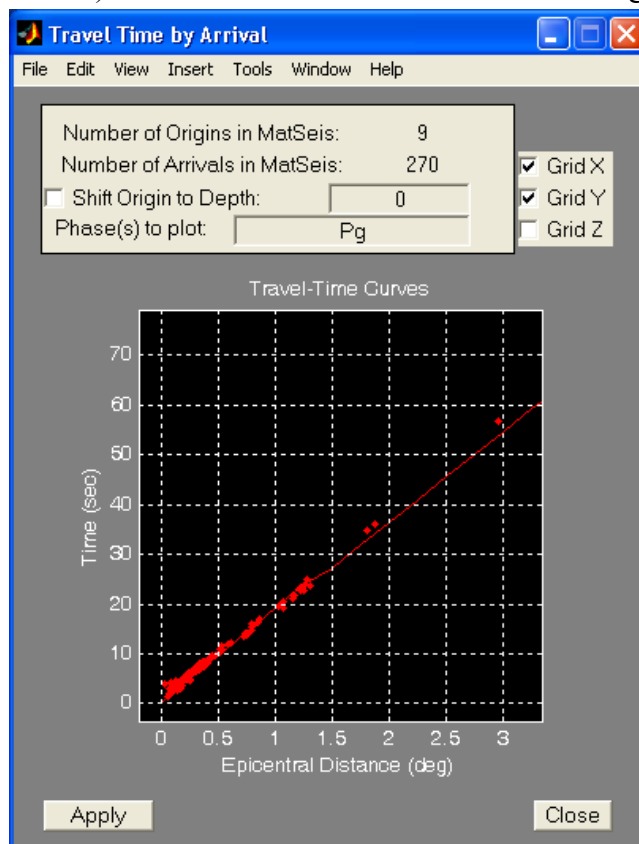 Travel Time by Arrival
File Edit View Insert Tools Window Help
Number of Origins in MatSeis: 9
Number of Arrivals in MatSeis: 270
Shift Origin to Depth: 0
Phase(s) to plot: Pg
Grid X
Grid Y
Grid Z
Travel-Time Curves
70
60
50
40
30
20
10
0
Time (sec)
0 0.5 1 1.5 2 2.5 3
Epicentral Distance (deg)
Apply Close